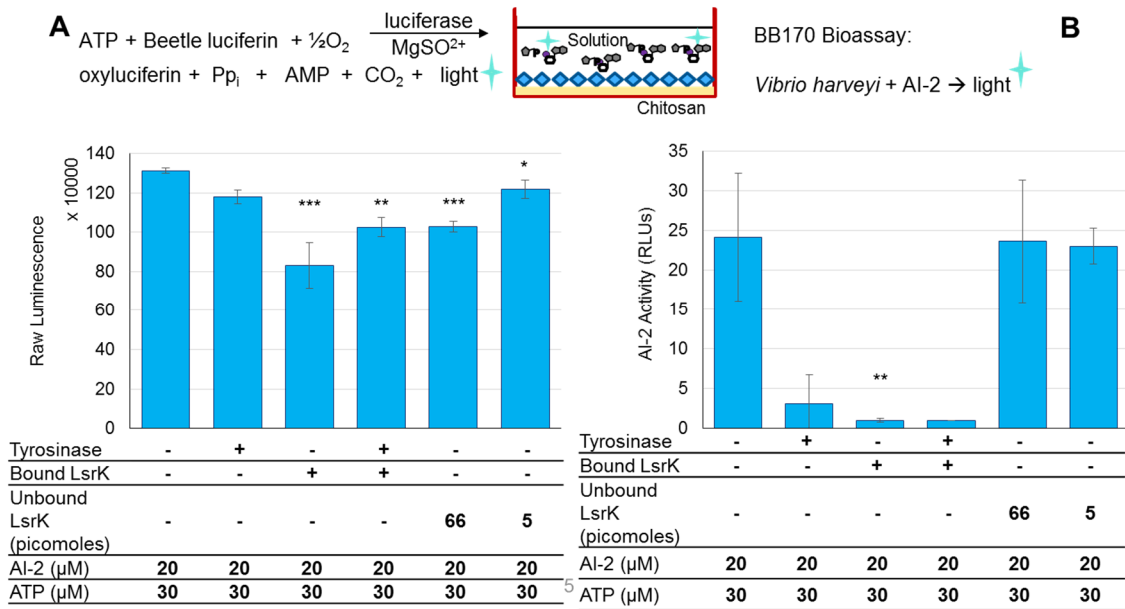 A
ATP + Beetle luciferin + ½O₂
luciferase
MgSO²⁺
oxyluciferin + Ppᵢ + AMP + CO₂ + light
Solution
Chitosan
B
BB170 Bioassay:
Vibrio harveyi + AI-2 → light
Raw Luminescence
x 10000
140
120
100
80
60
40
20
0
***
**
***
*
Tyrosinase - + - + - -
Bound LsrK - - + + - -
Unbound
LsrK - - - - 66 5
(picomoles)
AI-2 (µM) 20 20 20 20 20 20
ATP (µM) 30 30 30 30 30 30
5
AI-2 Activity (RLUs)
35
30
25
20
15
10
5
0
**
Tyrosinase - + - + - -
Bound LsrK - - + + - -
Unbound
LsrK - - - - 66 5
(picomoles)
AI-2 (µM) 20 20 20 20 20 20
ATP (µM) 30 30 30 30 30 30